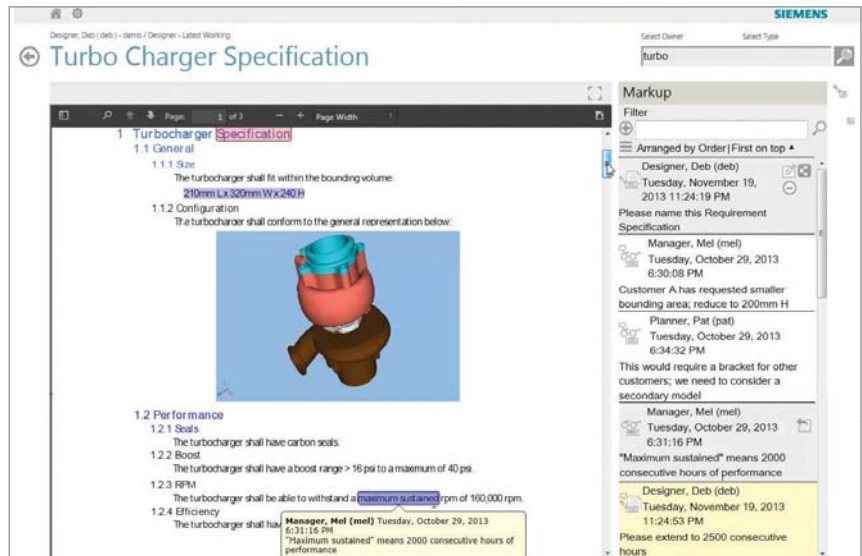 SIEMENS
Designer, Deb ( deb ) - demo / Designer - Latest Working
Turbo Charger Specification
Select Owner Select Type
turbo
Page: 1 of 3 − + Page Width
1 Turbocharger Specification
1.1 General
1.1.1 Size
The turbocharger shall fit within the bounding volume:
210mm L x 320mm W x 240 H
1.1.2 Configuration
The turbocharger shall conform to the general representation below:
1.2 Performance
1.2.1 Seals
The turbocharger shall have carbon seals.
1.2.2 Boost
The turbocharger shall have a boost range > 16 psi to a maximum of 40 psi.
1.2.3 RPM
The turbocharger shall be able to withstand a maximum sustained rpm of 160,000 rpm.
1.2.4 Efficiency
The turbocharger shall hav
Manager, Mel (mel) Tuesday, October 29, 2013
6:31:16 PM
"Maximum sustained" means 2000 consecutive hours of
performance
Markup
Filter
Arranged by Order|First on top ▲
Designer, Deb (deb)
Tuesday, November 19,
2013 11:24:19 PM
Please name this Requirement
Specification
Manager, Mel (mel)
Tuesday, October 29, 2013
6:30:08 PM
Customer A has requested smaller
bounding area; reduce to 200mm H
Planner, Pat (pat)
Tuesday, October 29, 2013
6:34:32 PM
This would require a bracket for other
customers; we need to consider a
secondary model
Manager, Mel (mel)
Tuesday, October 29, 2013
6:31:16 PM
"Maximum sustained" means 2000
consecutive hours of performance
Designer, Deb (deb)
Tuesday, November 19, 2013
11:24:53 PM
Please extend to 2500 consecutive
hours